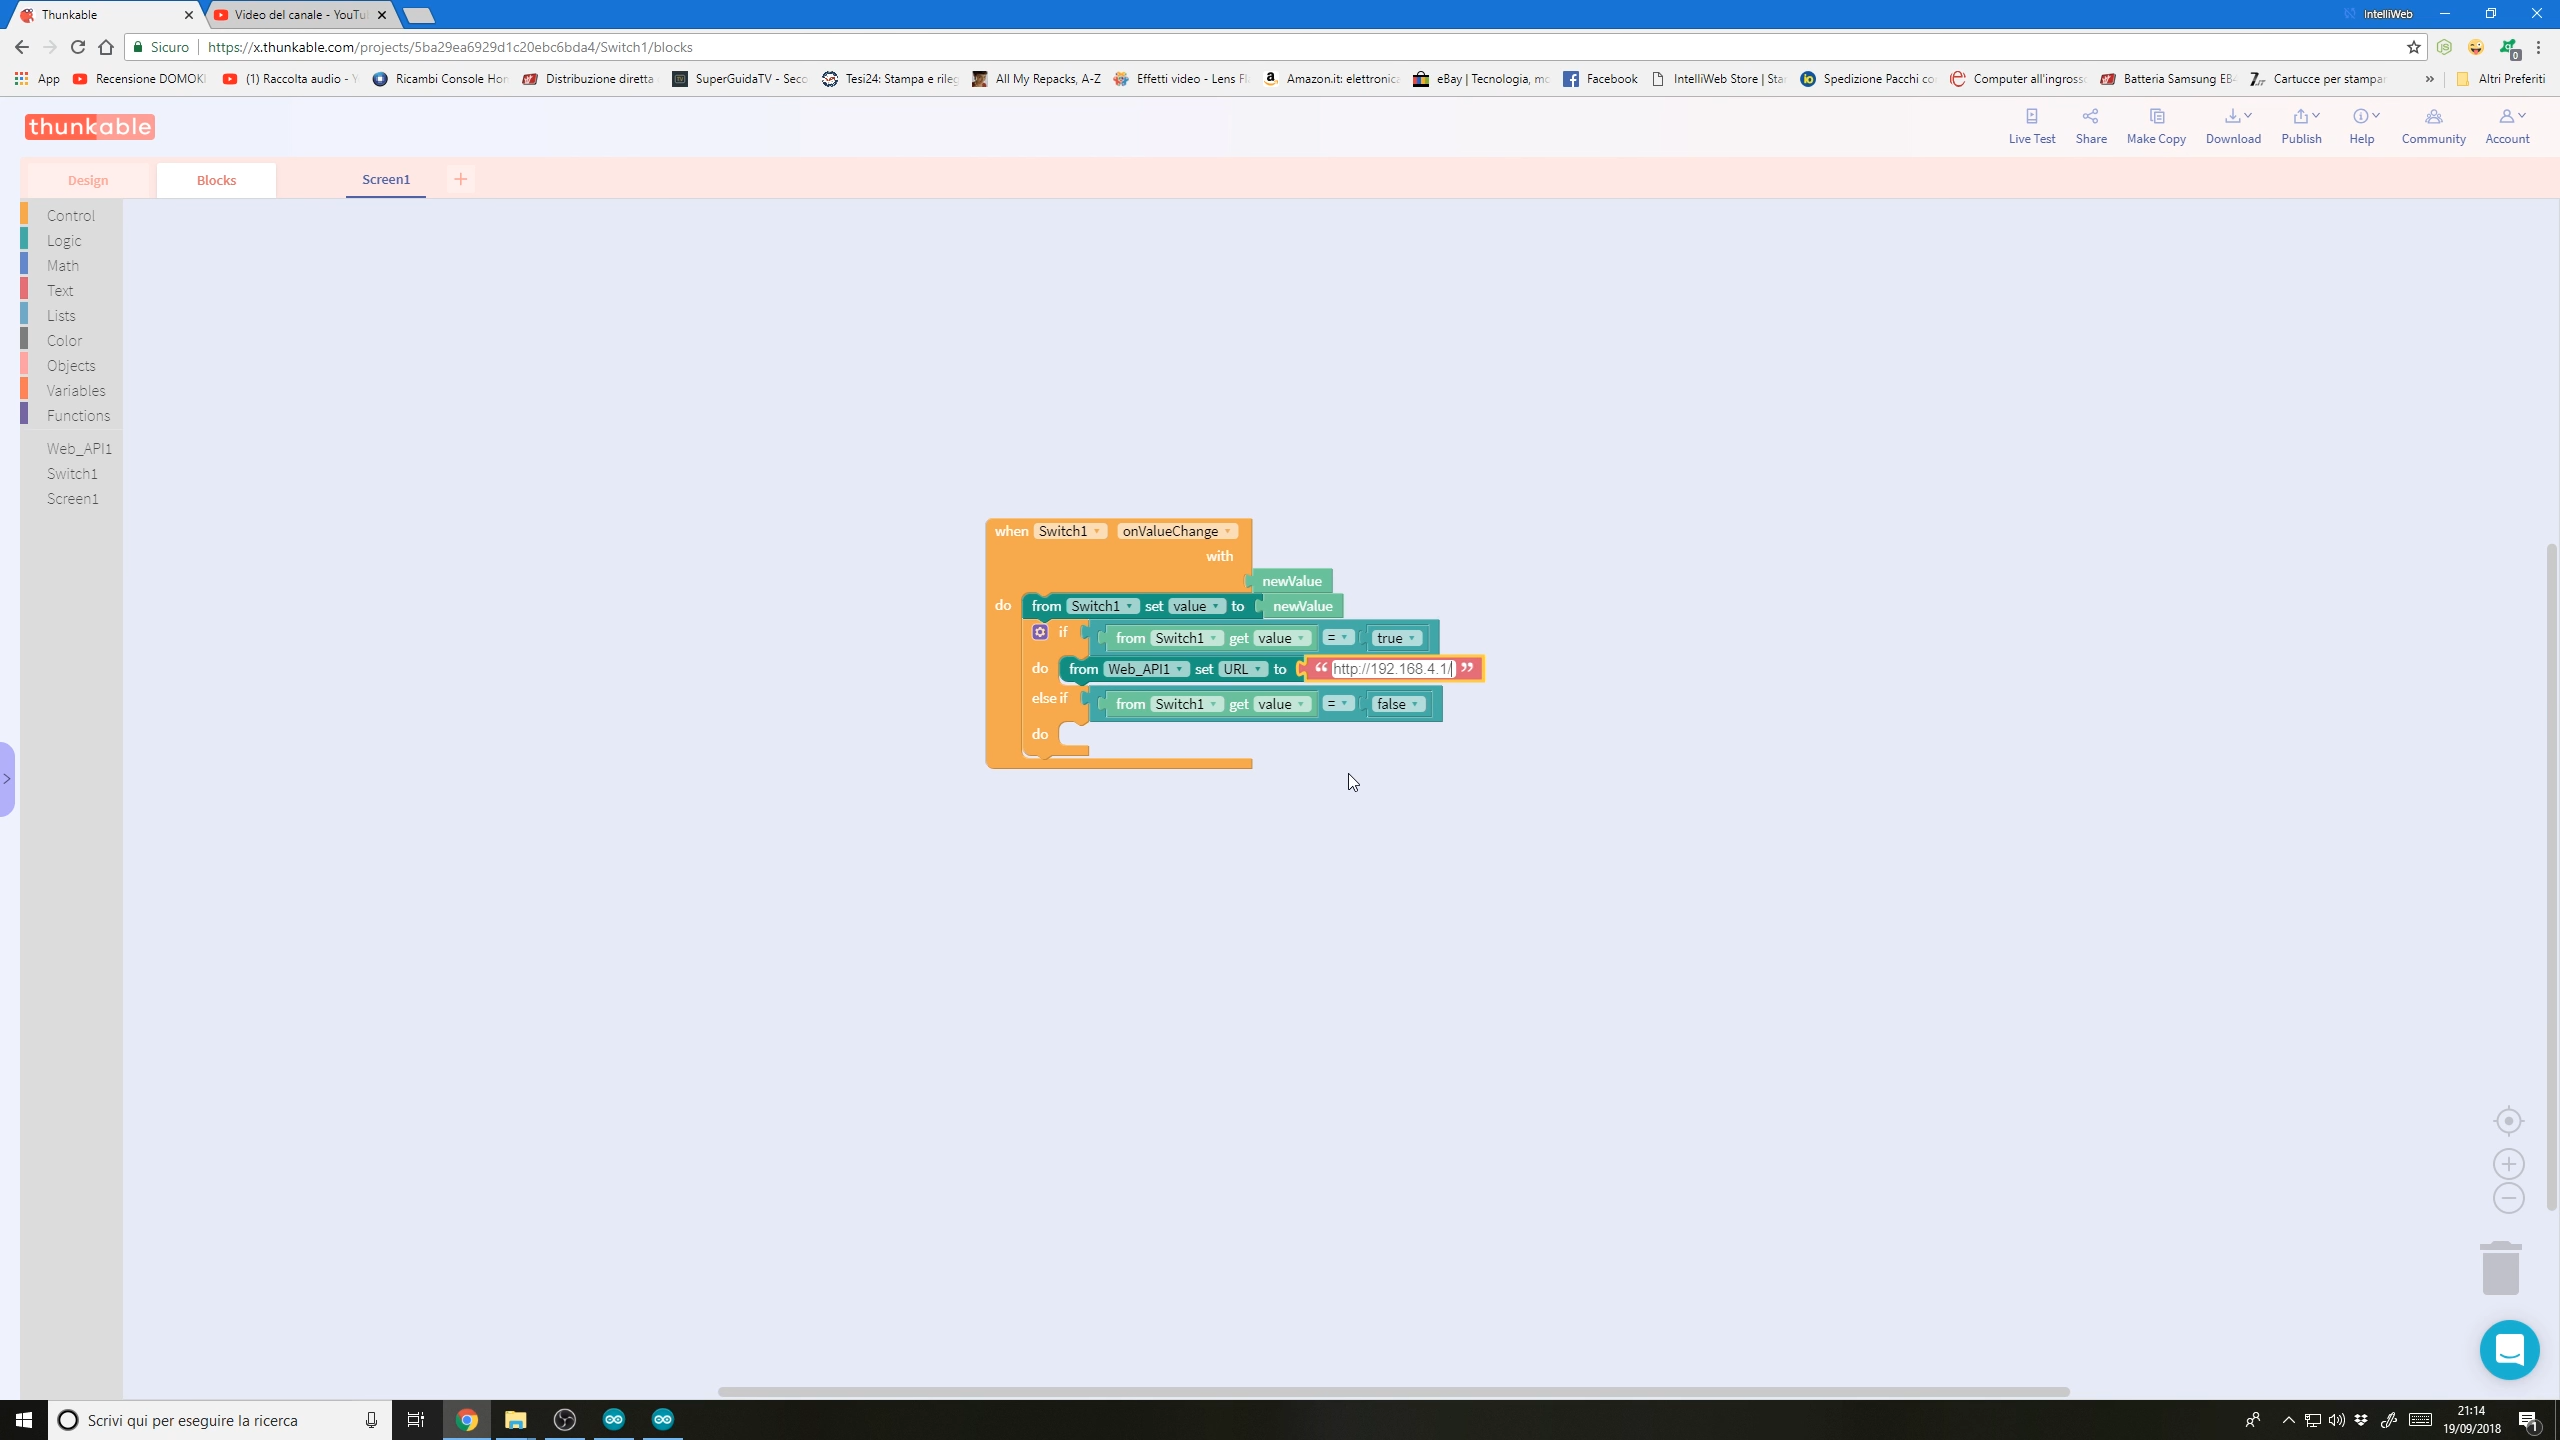 Thunkable
Video del canale - YouTu
IntelliWeb
Sicuro
https://x.thunkable.com/projects/5ba29ea6929d1c20ebc6bda4/Switch1/blocks
0
App
Recensione DOMOK
(1) Raccolta audio - Y
Ricambi Console Hon
Distribuzione diretta
SuperGuidaTV - Seco
Tesi24: Stampa e rileg
All My Repacks, A-Z
Effetti video - Lens Fl
Amazon.it: elettronica
eBay | Tecnologia, mo
Facebook
IntelliWeb Store | Sta
Spedizione Pacchi co
Computer all'ingross
Batteria Samsung EB-
Cartucce per stampa
»
Altri Preferiti
thunkable
Live Test
Share
Make Copy
Download
Publish
Help
Community
Account
Design
Blocks
Screen1
+
Control
Logic
Math
Text
Lists
Color
Objects
Variables
Functions
Web_API1
Switch1
Screen1
when Switch1 onValueChange
with
newValue
do from Switch1 set value to newValue
if from Switch1 get value = true
do from Web_API1 set URL to “ http://192.168.4.1/ ”
else if from Switch1 get value = false
do
Scrivi qui per eseguire la ricerca
21:14
19/09/2018
1